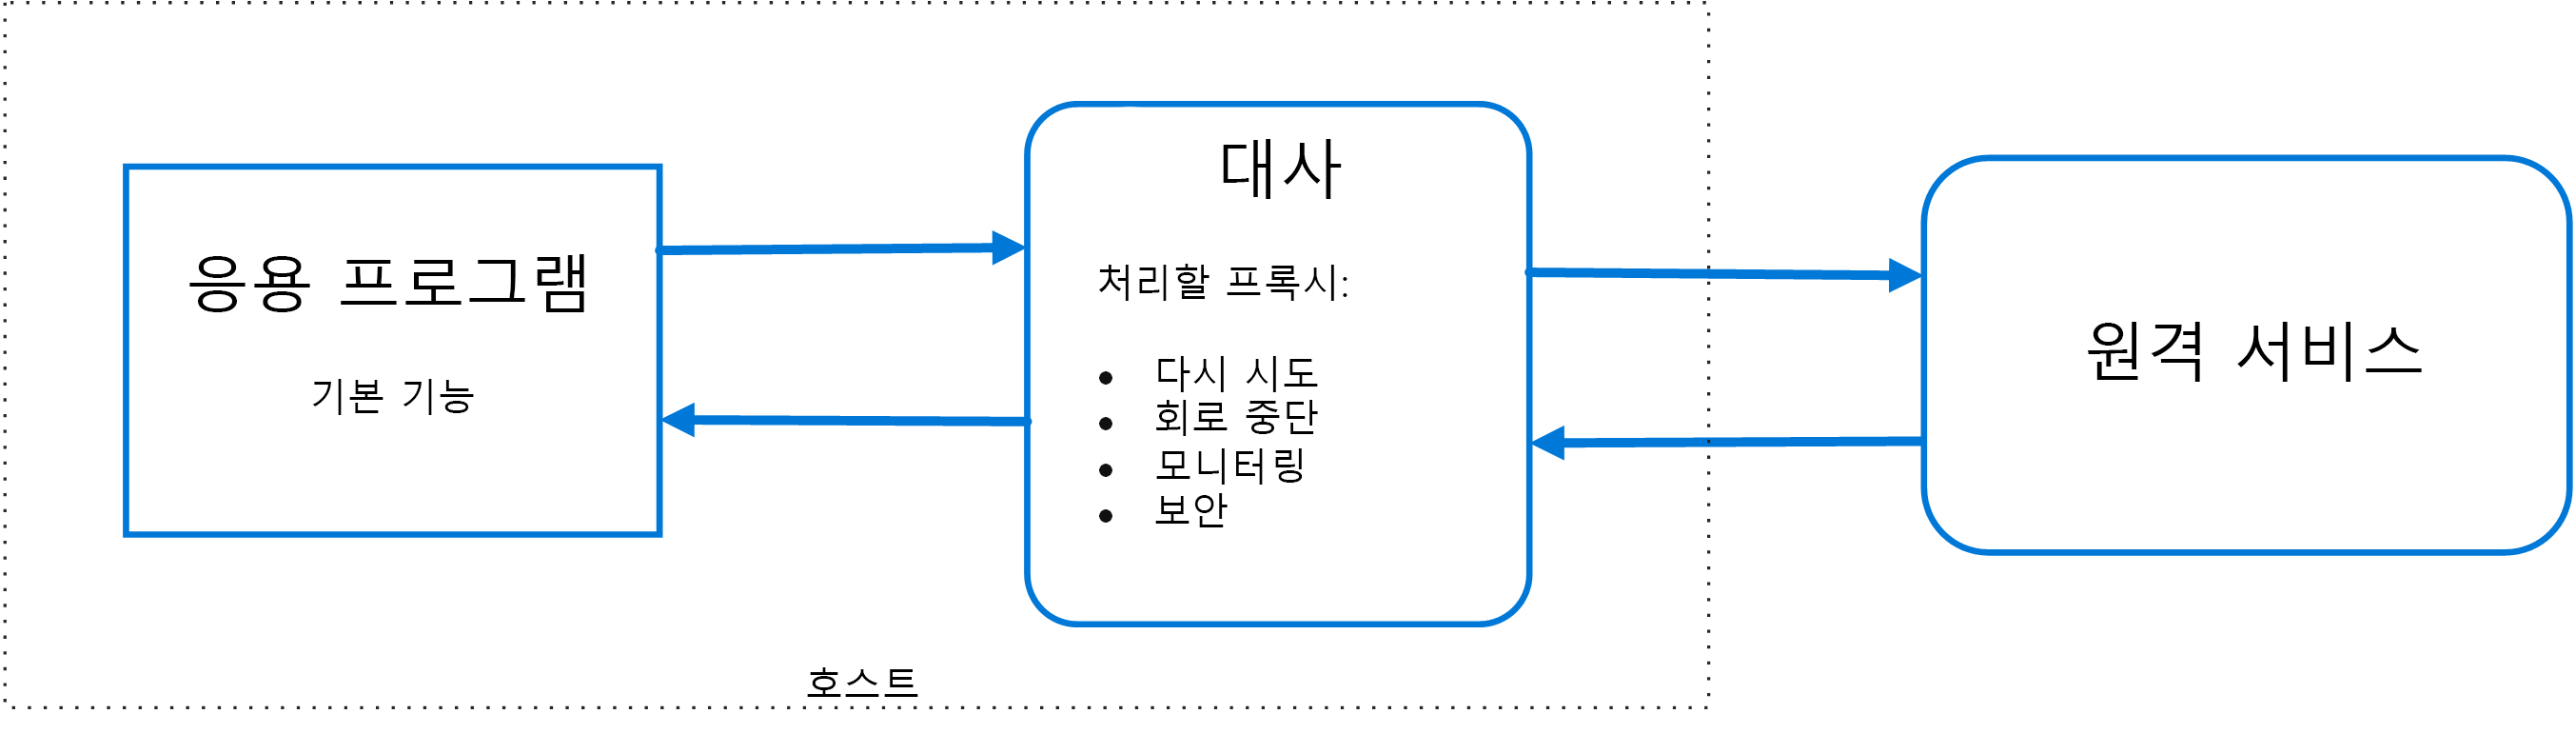 응용 프로그램
기본 기능
대사
처리할 프록시:
● 다시 시도
● 회로 중단
● 모니터링
● 보안
원격 서비스
호스트